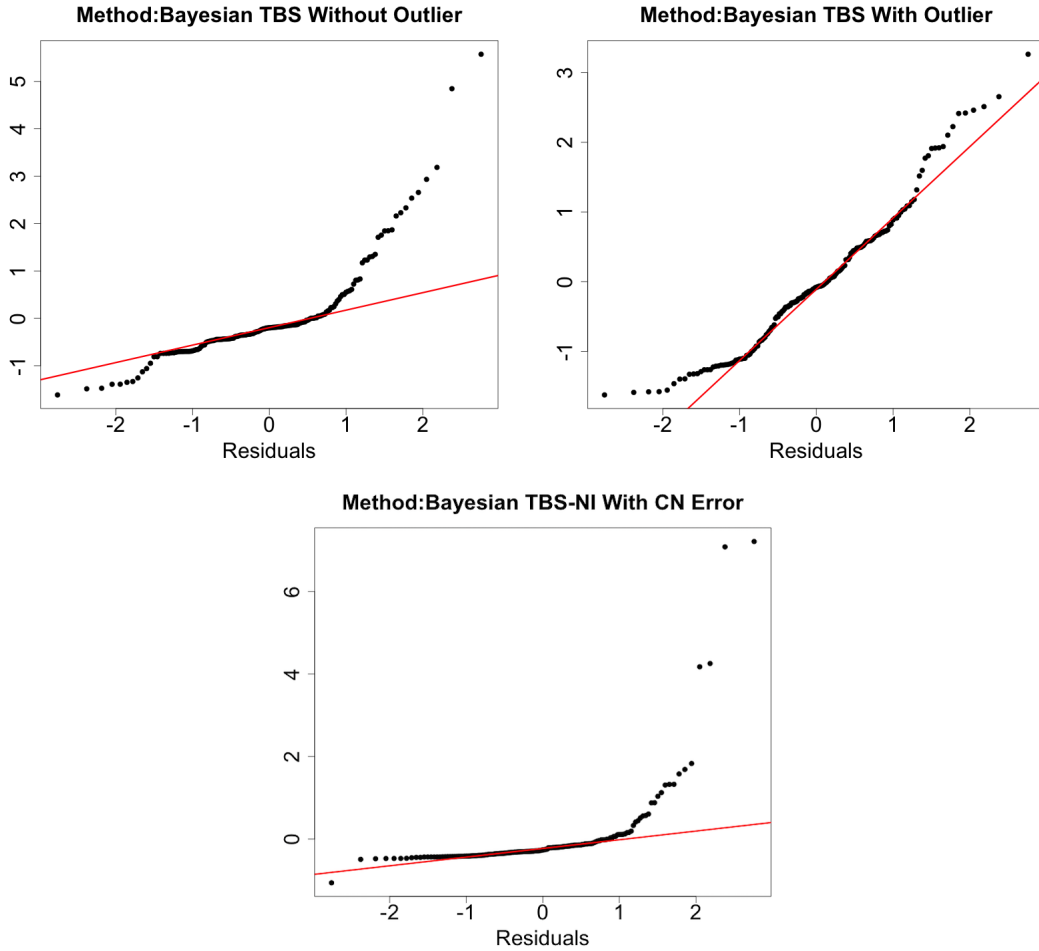 Method:Bayesian TBS Without Outlier
5
4
3
2
1
0
-1
-2 -1 0 1 2
Residuals
Method:Bayesian TBS With Outlier
3
2
1
0
-1
-2 -1 0 1 2
Residuals
Method:Bayesian TBS-NI With CN Error
6
4
2
0
-2 -1 0 1 2
Residuals